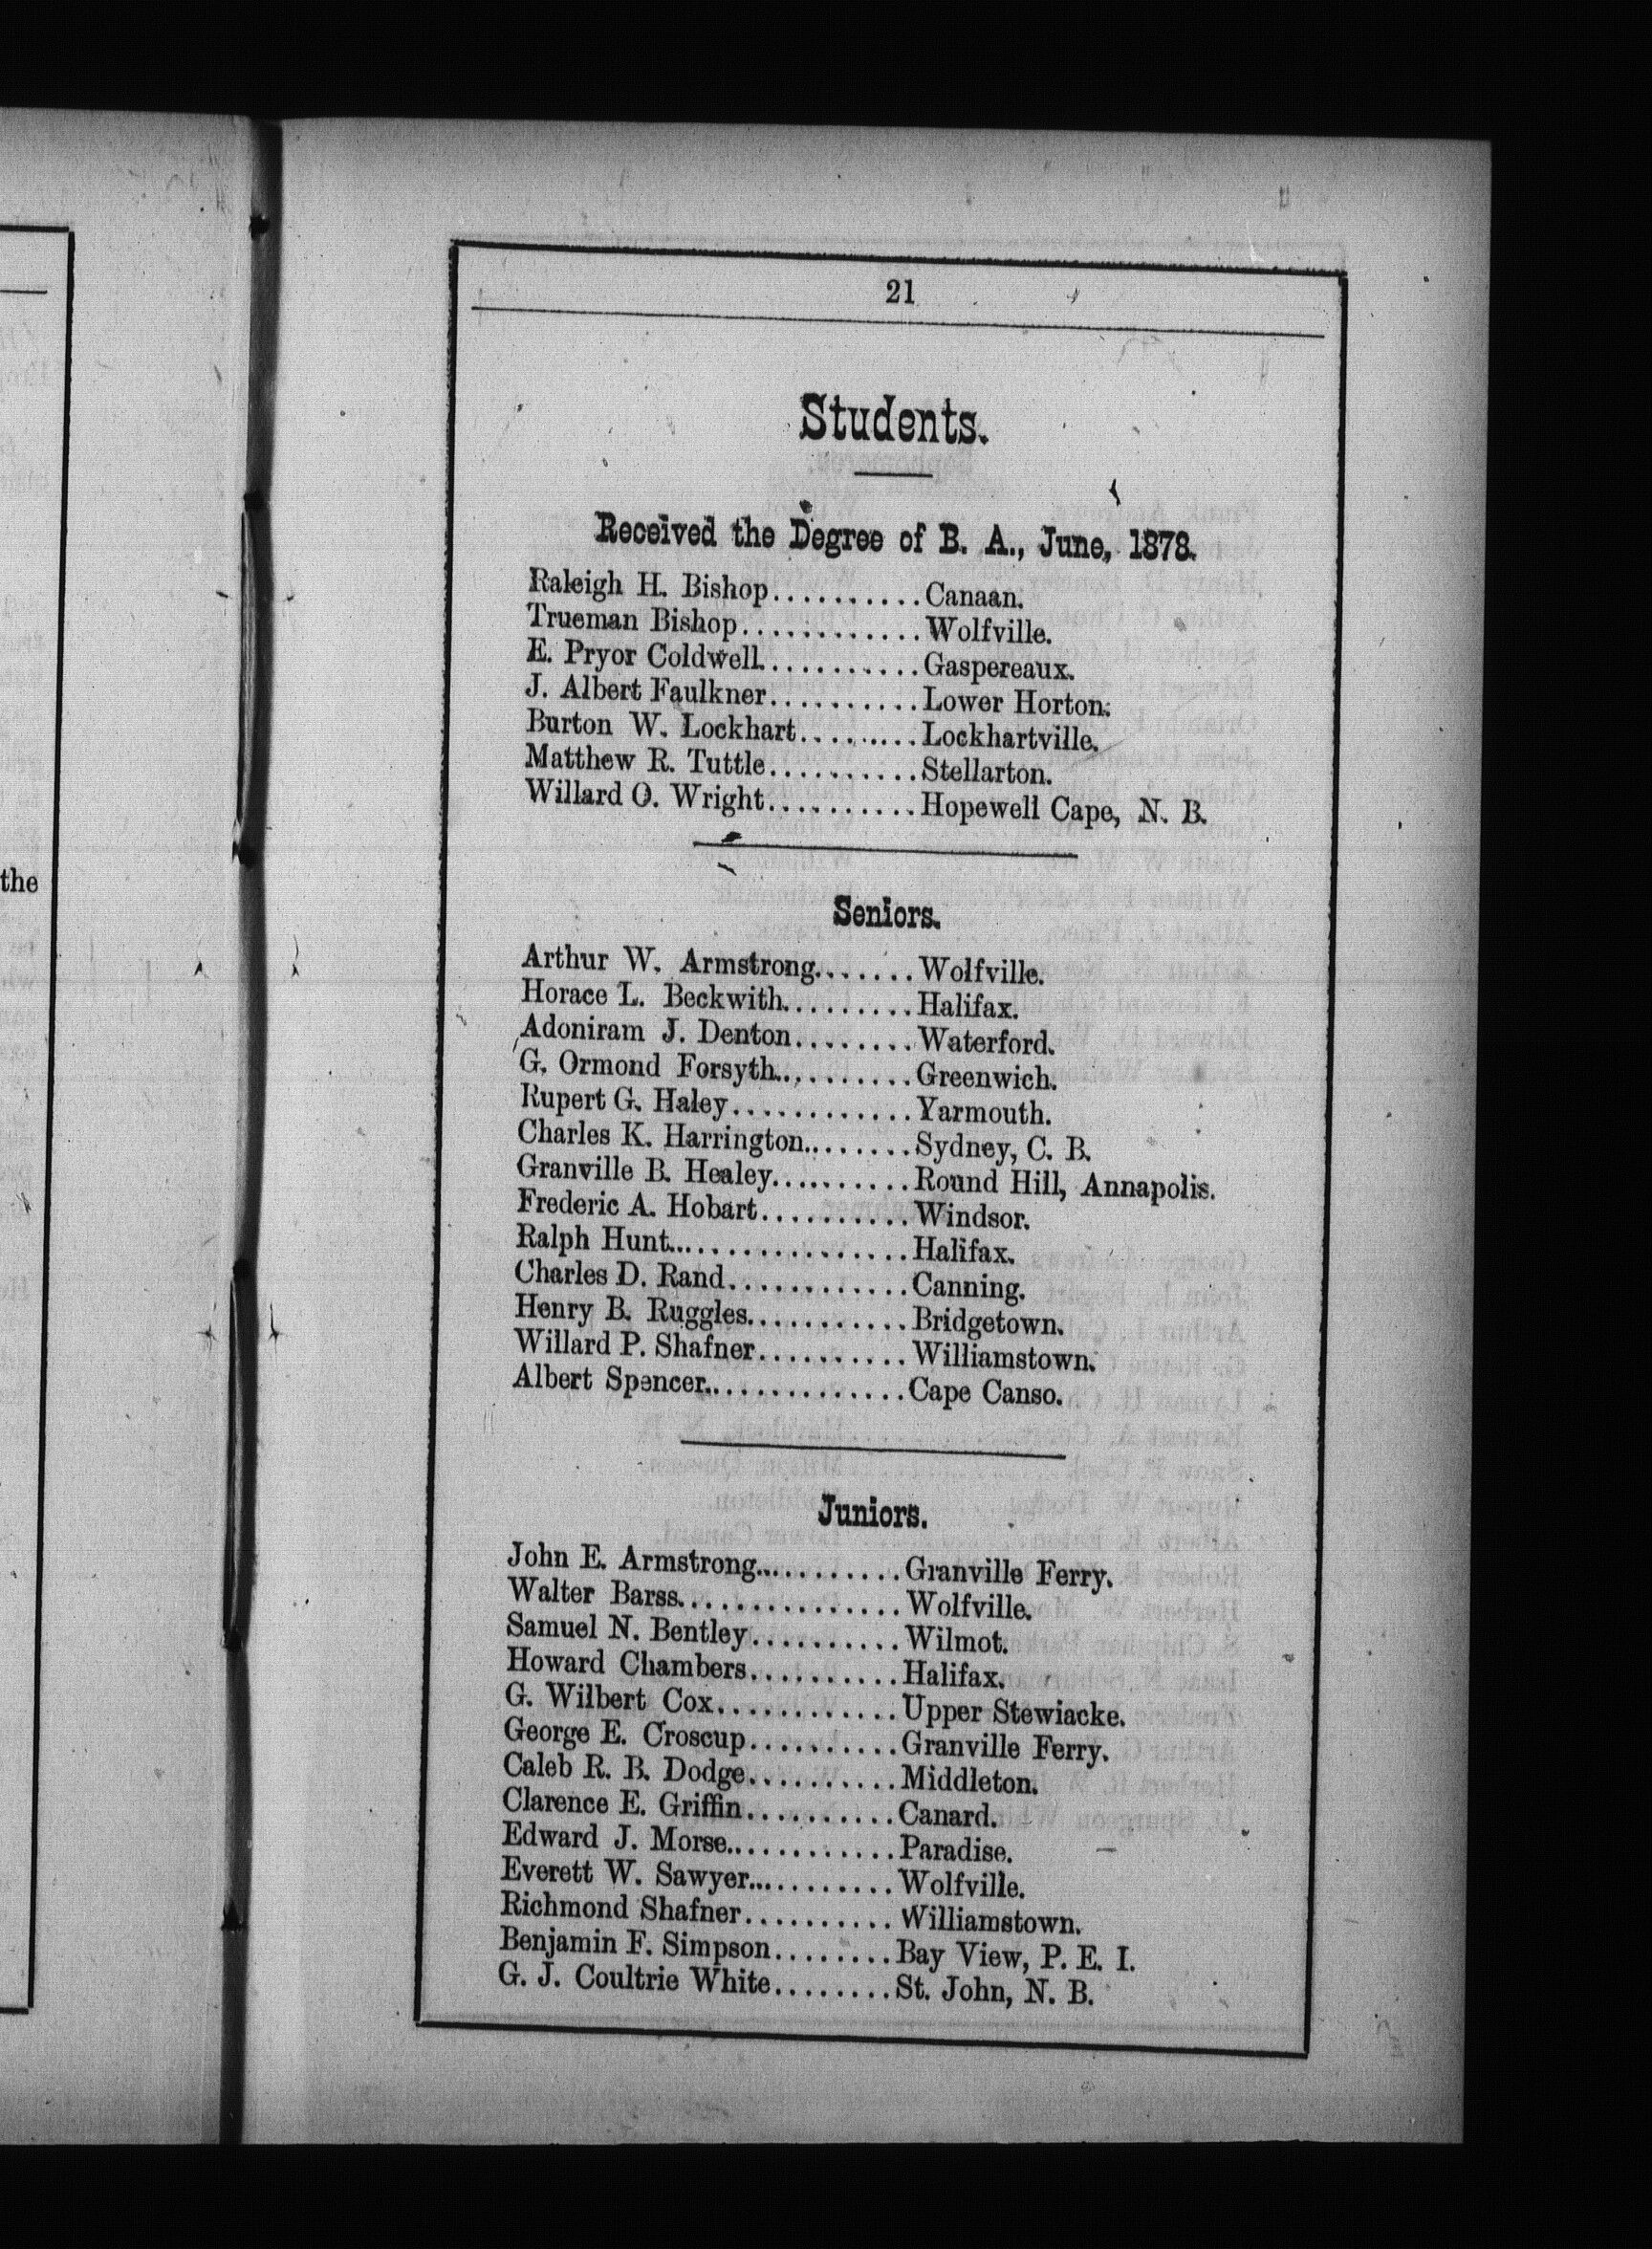 21
Students.
Received the Degree of B. A., June, 1878.
Raleigh H. Bishop..........Canaan.
Trueman Bishop............Wolfville.
E. Pryor Coldwell...........Gaspereaux.
J. Albert Faulkner..........Lower Horton.
Burton W. Lockhart.........Lockhartville.
Matthew R. Tuttle..........Stellarton.
Willard O. Wright..........Hopewell Cape, N. B.
the
Seniors.
Arthur W. Armstrong.......Wolfville.
Horace L. Beckwith.........Halifax.
Adoniram J. Denton........Waterford.
G. Ormond Forsyth..........Greenwich.
Rupert G. Haley............Yarmouth.
Charles K. Harrington........Sydney, C. B.
Granville B. Healey..........Round Hill, Annapolis.
Frederic A. Hobart..........Windsor.
Ralph Hunt.................Halifax.
Charles D. Rand............Canning.
Henry B. Ruggles...........Bridgetown.
Willard P. Shafner..........Williamstown.
Albert Spencer..............Cape Canso.
Juniors.
John E. Armstrong...........Granville Ferry.
Walter Barss...............Wolfville.
Samuel N. Bentley..........Wilmot.
Howard Chambers..........Halifax.
G. Wilbert Cox............Upper Stewiacke.
George E. Croscup..........Granville Ferry.
Caleb R. B. Dodge..........Middleton.
Clarence E. Griffin..........Canard.
Edward J. Morse............Paradise.
Everett W. Sawyer...........Wolfville.
Richmond Shafner..........Williamstown.
Benjamin F. Simpson........Bay View, P. E. I.
G. J. Coultrie White........St. John, N. B.